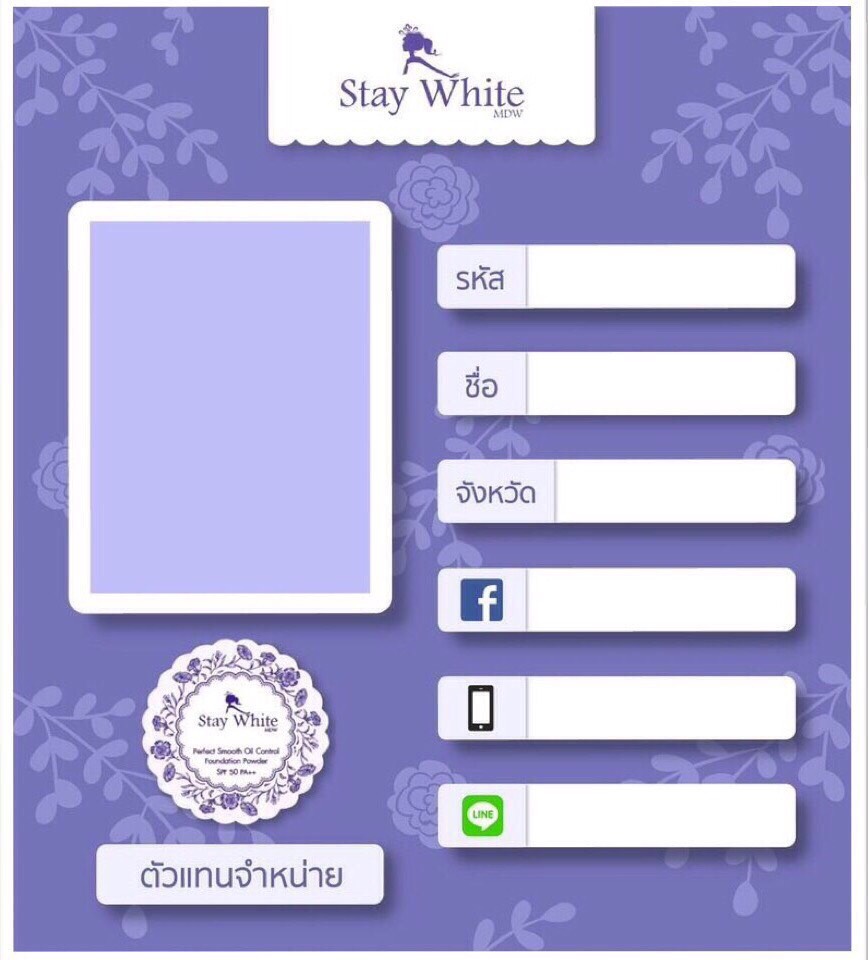 Stay White
MDW
รหัส
ชื่อ
จังหวัด
f
LINE
Stay White
MDW
Perfect Smooth Oil Control
Foundation Powder
SPF 50 PA++
ตัวแทนจำหน่าย